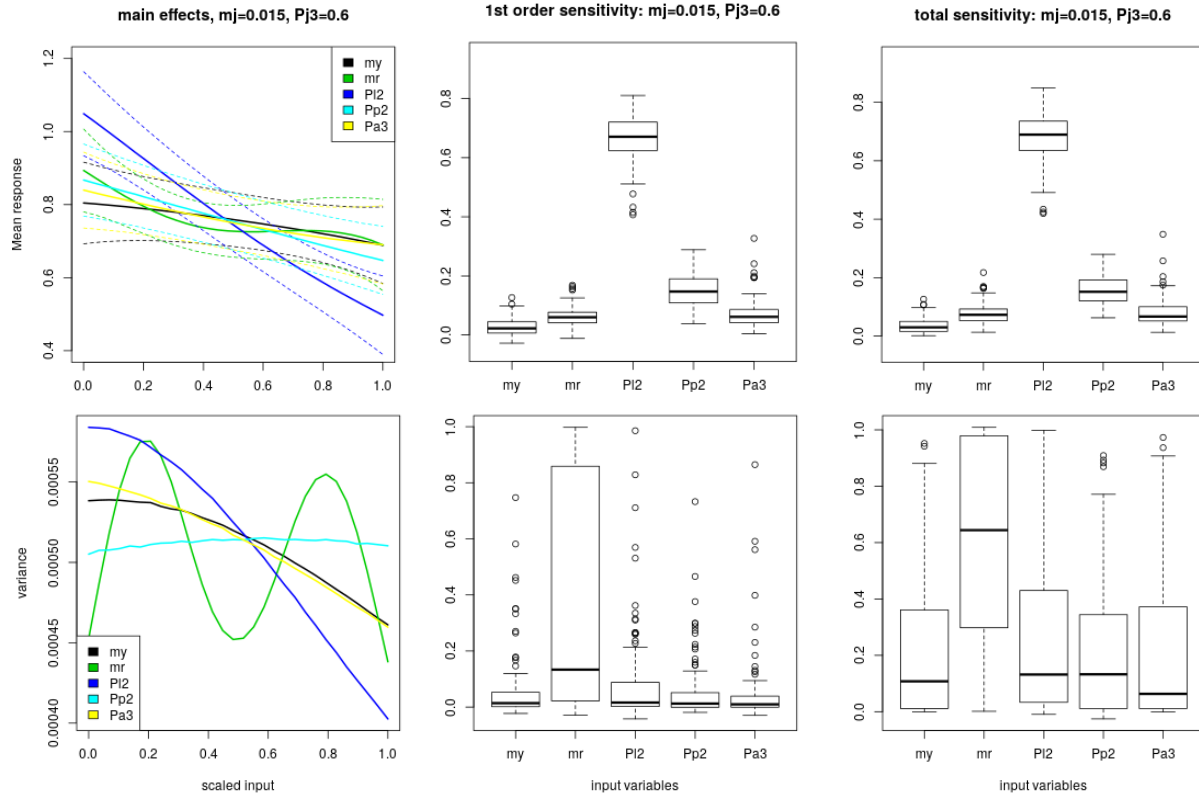 main effects, mj=0.015, Pj3=0.6
Mean response
0.4
0.6
0.8
1.0
1.2
0.0
0.2
0.4
0.6
0.8
1.0
my
mr
Pl2
Pp2
Pa3
1st order sensitivity: mj=0.015, Pj3=0.6
0.0
0.2
0.4
0.6
0.8
my
mr
Pl2
Pp2
Pa3
total sensitivity: mj=0.015, Pj3=0.6
0.0
0.2
0.4
0.6
0.8
my
mr
Pl2
Pp2
Pa3
variance
0.00040
0.00045
0.00050
0.00055
0.0
0.2
0.4
0.6
0.8
1.0
my
mr
Pl2
Pp2
Pa3
scaled input
0.0
0.2
0.4
0.6
0.8
1.0
my
mr
Pl2
Pp2
Pa3
input variables
0.0
0.2
0.4
0.6
0.8
1.0
my
mr
Pl2
Pp2
Pa3
input variables